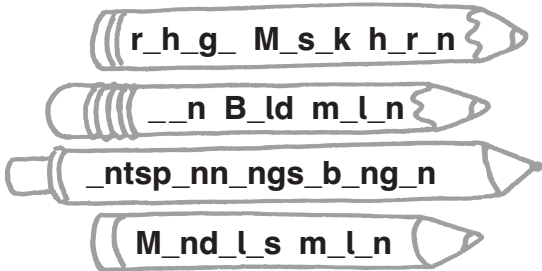 r_h_g_ M_s_k h_r_n
_ _n B_ld m_l_n
_ntsp_nn_ngs_b_ng_n
M_nd_l_s m_l_n